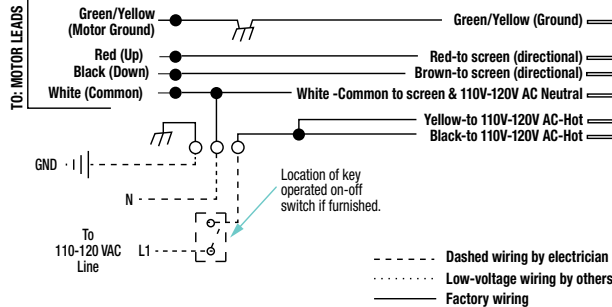 TO: MOTOR LEADS
Green/Yellow
(Motor Ground)
Green/Yellow (Ground)
Red (Up)
Red-to screen (directional)
Black (Down)
Brown-to screen (directional)
White (Common)
White -Common to screen & 110V-120V AC Neutral
Yellow-to 110V-120V AC-Hot
Black-to 110V-120V AC-Hot
GND
Location of key
operated on-off
switch if furnished.
N
To
110-120 VAC
Line
L1
Dashed wiring by electrician
Low-voltage wiring by others
Factory wiring